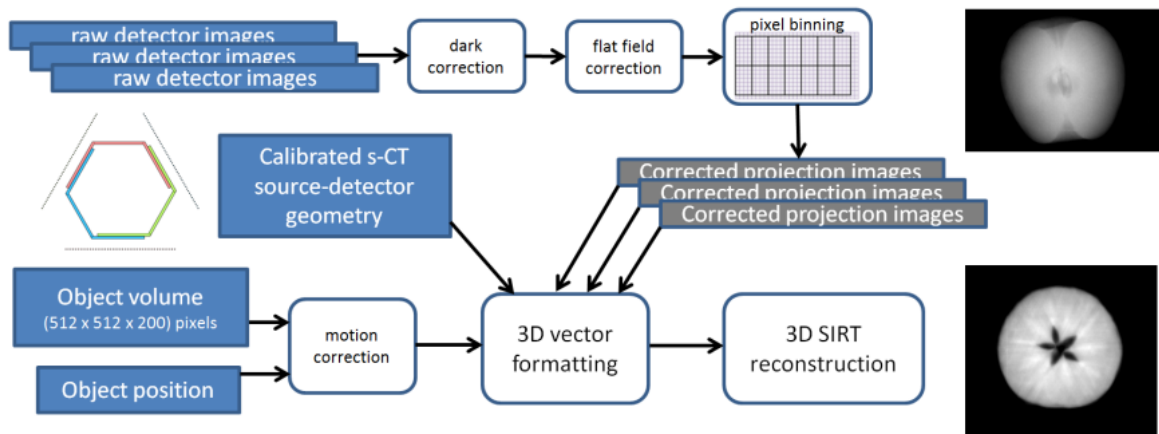 raw detector images
raw detector images
raw detector images
dark
correction
flat field
correction
pixel binning
Calibrated s-CT
source-detector
geometry
Corrected projection images
Corrected projection images
Corrected projection images
Object volume
(512 x 512 x 200) pixels
Object position
motion
correction
3D vector
formatting
3D SIRT
reconstruction